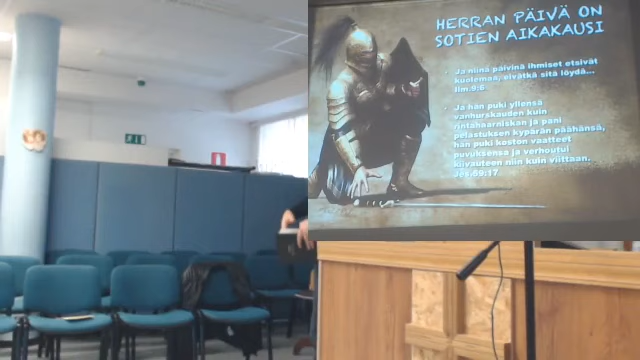 HERRAN PÄIVÄ ON
SOTIEN AIKAKAUSI
Ja niinä päivinä ihmiset etsivät
kuolemaa, eivätkä sitä löydä...
Ilm.9:6.
Ja hän puki yllensä
vanhurskauden kuin
rintahaarniskan ja pani
pelastuksen kypärän päähänsä,
hän puki koston vaatteet
puvuksensa ja verhoutui
kiivauteen niin kuin viittaan.
Jes.59:17.